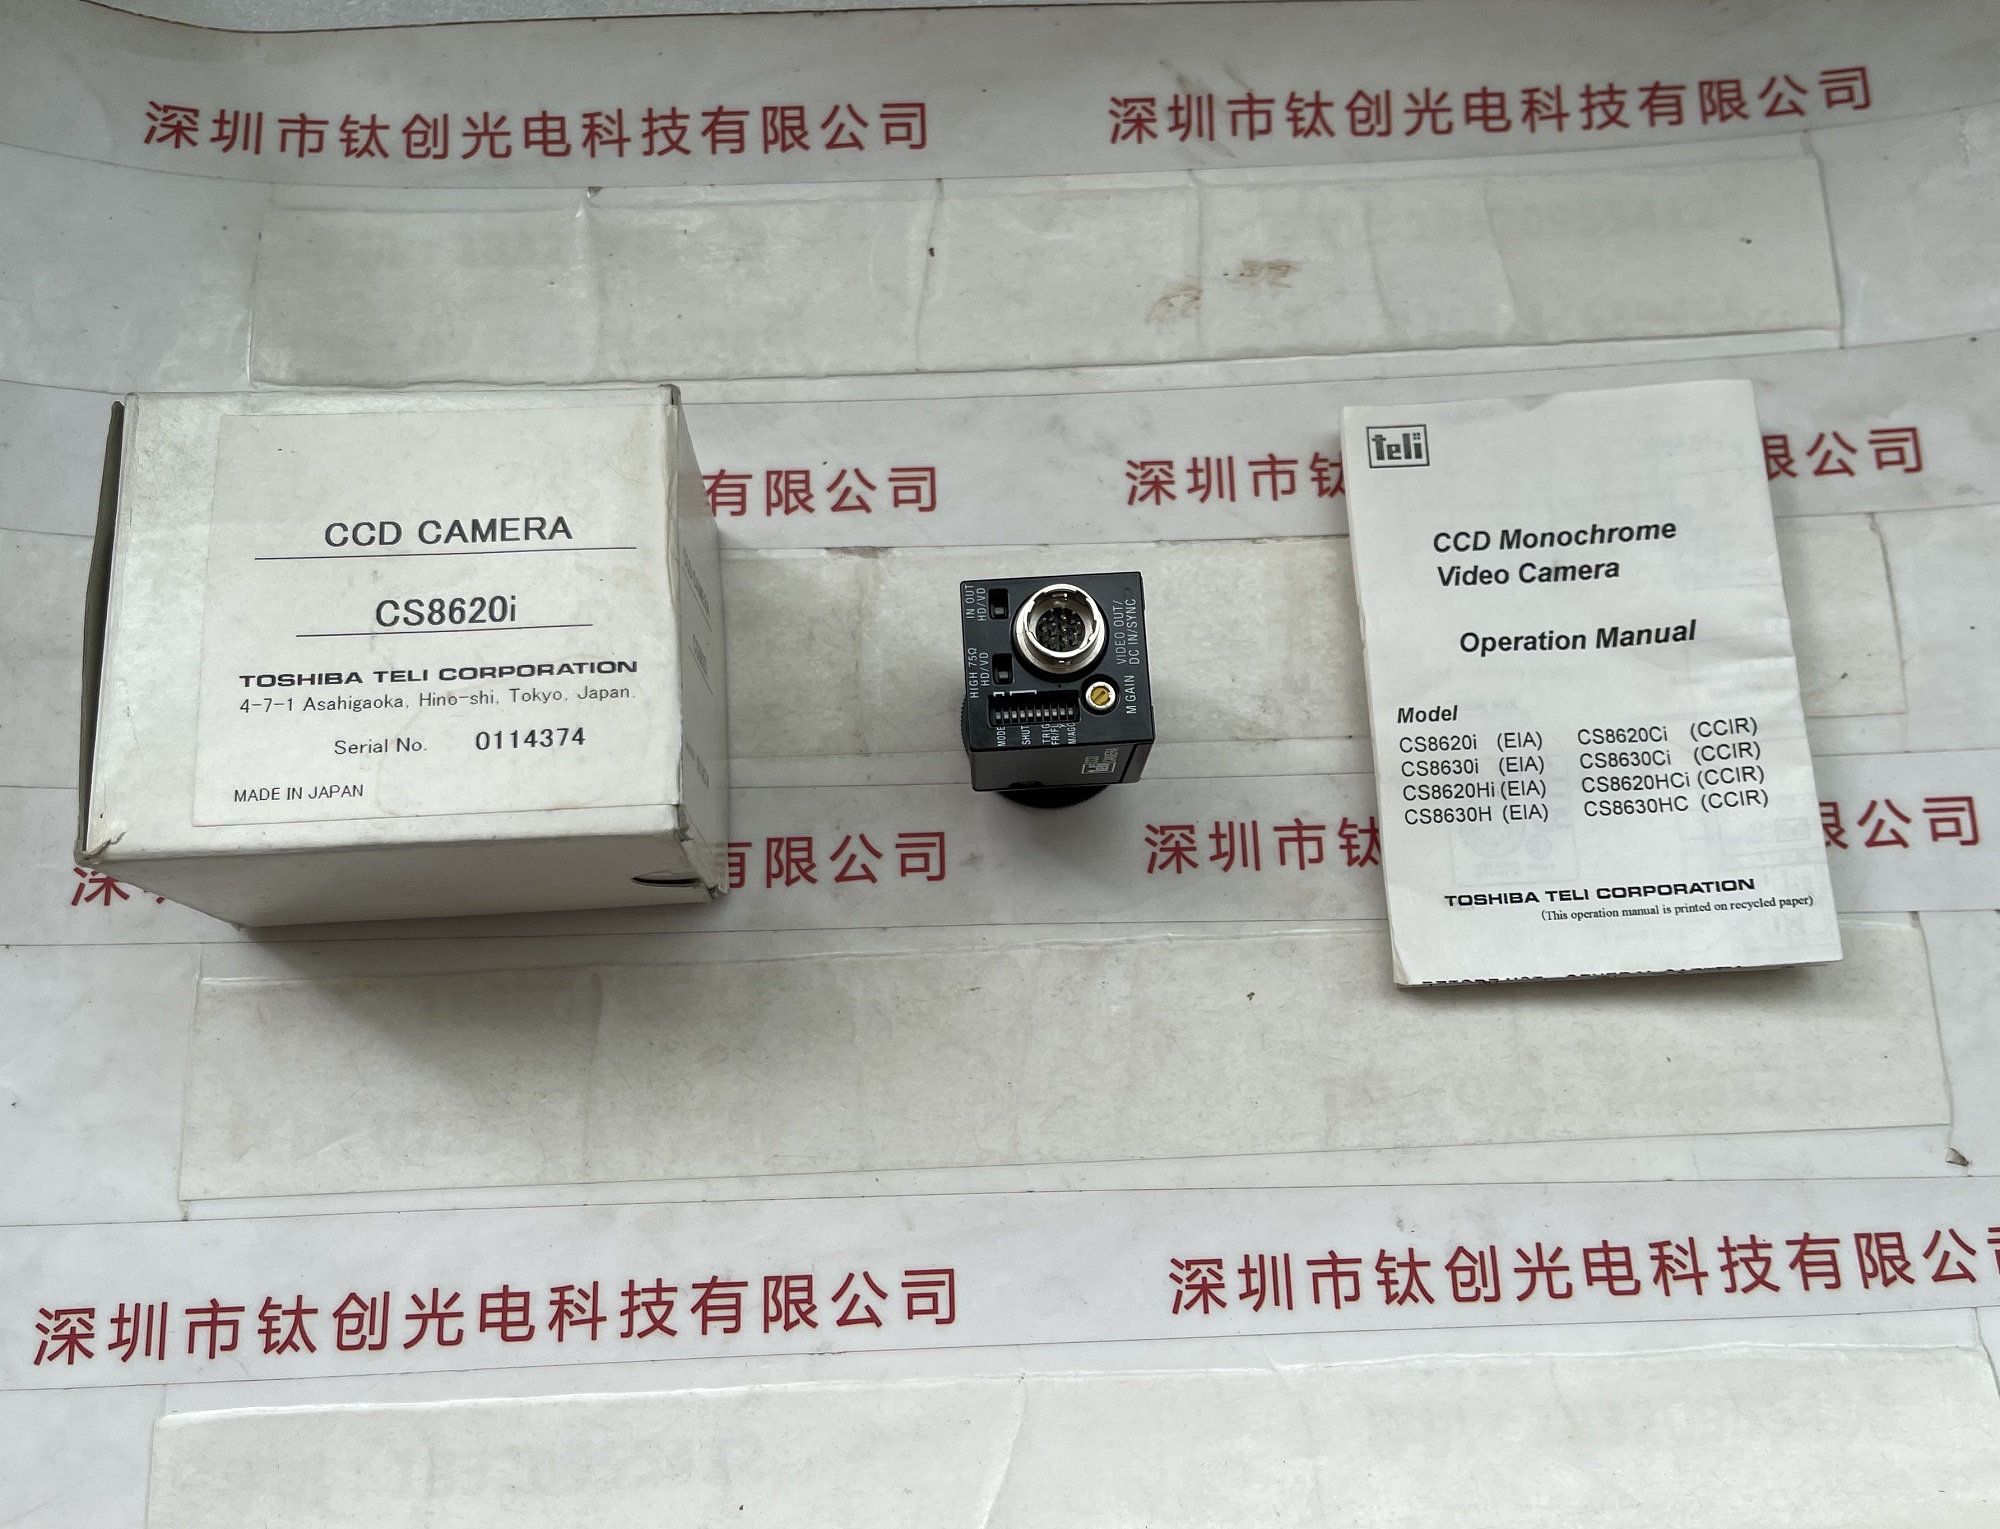 深圳市钛创光电科技有限公司
深圳市钛创光电科技有限公司
有限公司
深圳市钛
限公司
CCD CAMERA
CS8620i
TOSHIBA TELI CORPORATION
4-7-1 Asahigaoka, Hino-shi, Tokyo, Japan.
Serial No. 0114374
MADE IN JAPAN
IN OUT
HD/VD
HIGH 75Ω
HD/VD
VIDEO OUT/
DC IN/SYNC
M GAIN
MODE
SHUT
TRIG
teli
CCD Monochrome
Video Camera
Operation Manual
Model
CS8620i (EIA) CS8620Ci (CCIR)
CS8630i (EIA) CS8630Ci (CCIR)
CS8620Hi (EIA) CS8620HCi (CCIR)
CS8630H (EIA) CS8630HC (CCIR)
TOSHIBA TELI CORPORATION
(This operation manual is printed on recycled paper)
深
有限公司
深圳市钛
限公司
深圳市钛创光电科技有限公司
深圳市钛创光电科技有限公司